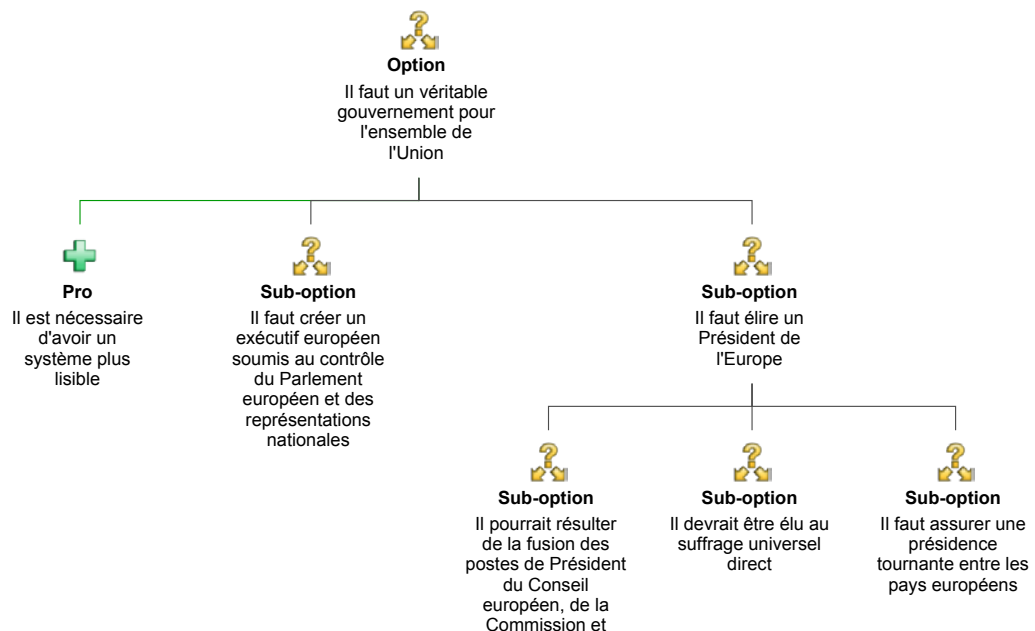 Option
Il faut un véritable
gouvernement pour
l'ensemble de
l'Union
Pro
Il est nécessaire
d'avoir un
système plus
lisible
Sub-option
Il faut créer un
exécutif européen
soumis au contrôle
du Parlement
européen et des
représentations
nationales
Sub-option
Il faut élire un
Président de
l'Europe
Sub-option
Il pourrait résulter
de la fusion des
postes de Président
du Conseil
européen, de la
Commission et
Sub-option
Il devrait être élu au
suffrage universel
direct
Sub-option
Il faut assurer une
présidence
tournante entre les
pays européens